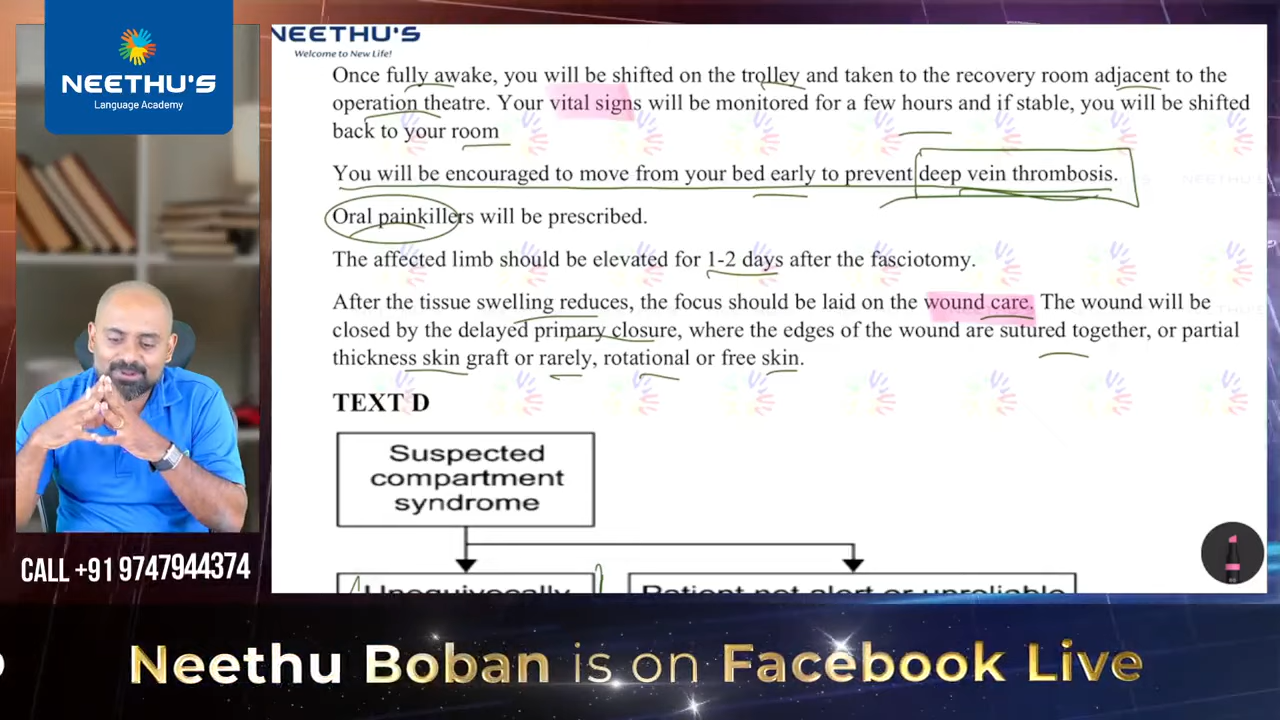 NEETHU'S
Welcome to New Life!
NEETHU'S
Language Academy
Once fully awake, you will be shifted on the trolley and taken to the recovery room adjacent to the
operation theatre. Your vital signs will be monitored for a few hours and if stable, you will be shifted
back to your room
You will be encouraged to move from your bed early to prevent deep vein thrombosis.
Oral painkillers will be prescribed.
The affected limb should be elevated for 1-2 days after the fasciotomy.
After the tissue swelling reduces, the focus should be laid on the wound care. The wound will be
closed by the delayed primary closure, where the edges of the wound are sutured together, or partial
thickness skin graft or rarely, rotational or free skin.
TEXT D
Suspected
compartment
syndrome
Unequivocally
Patient not alert or unreliable
CALL +91 9747944374
Neethu Boban is on Facebook Live